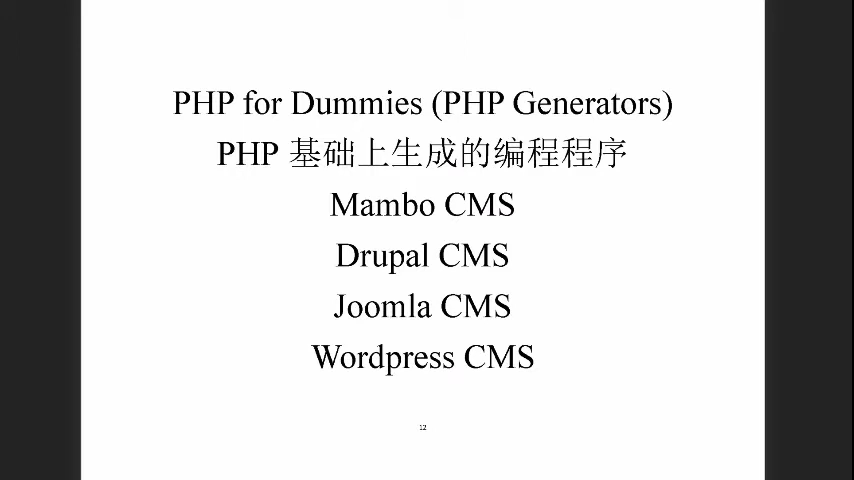 PHP for Dummies (PHP Generators)
PHP 基础上生成的编程程序
Mambo CMS
Drupal CMS
Joomla CMS
Wordpress CMS
12